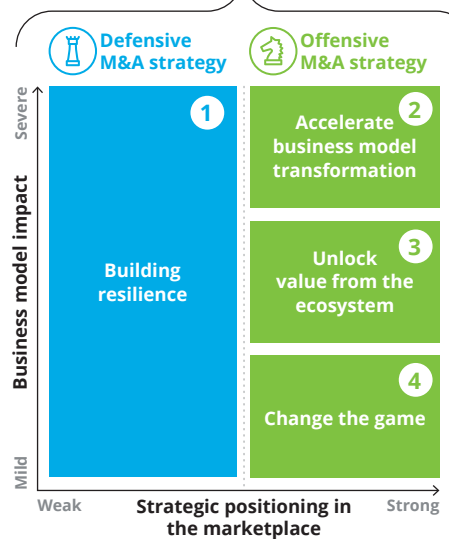 Defensive
M&A strategy
Offensive
M&A strategy
Severe
Business model impact
Mild
1
Building
resilience
2
Accelerate
business model
transformation
3
Unlock
value from the
ecosystem
4
Change the game
Weak
Strategic positioning in
the marketplace
Strong